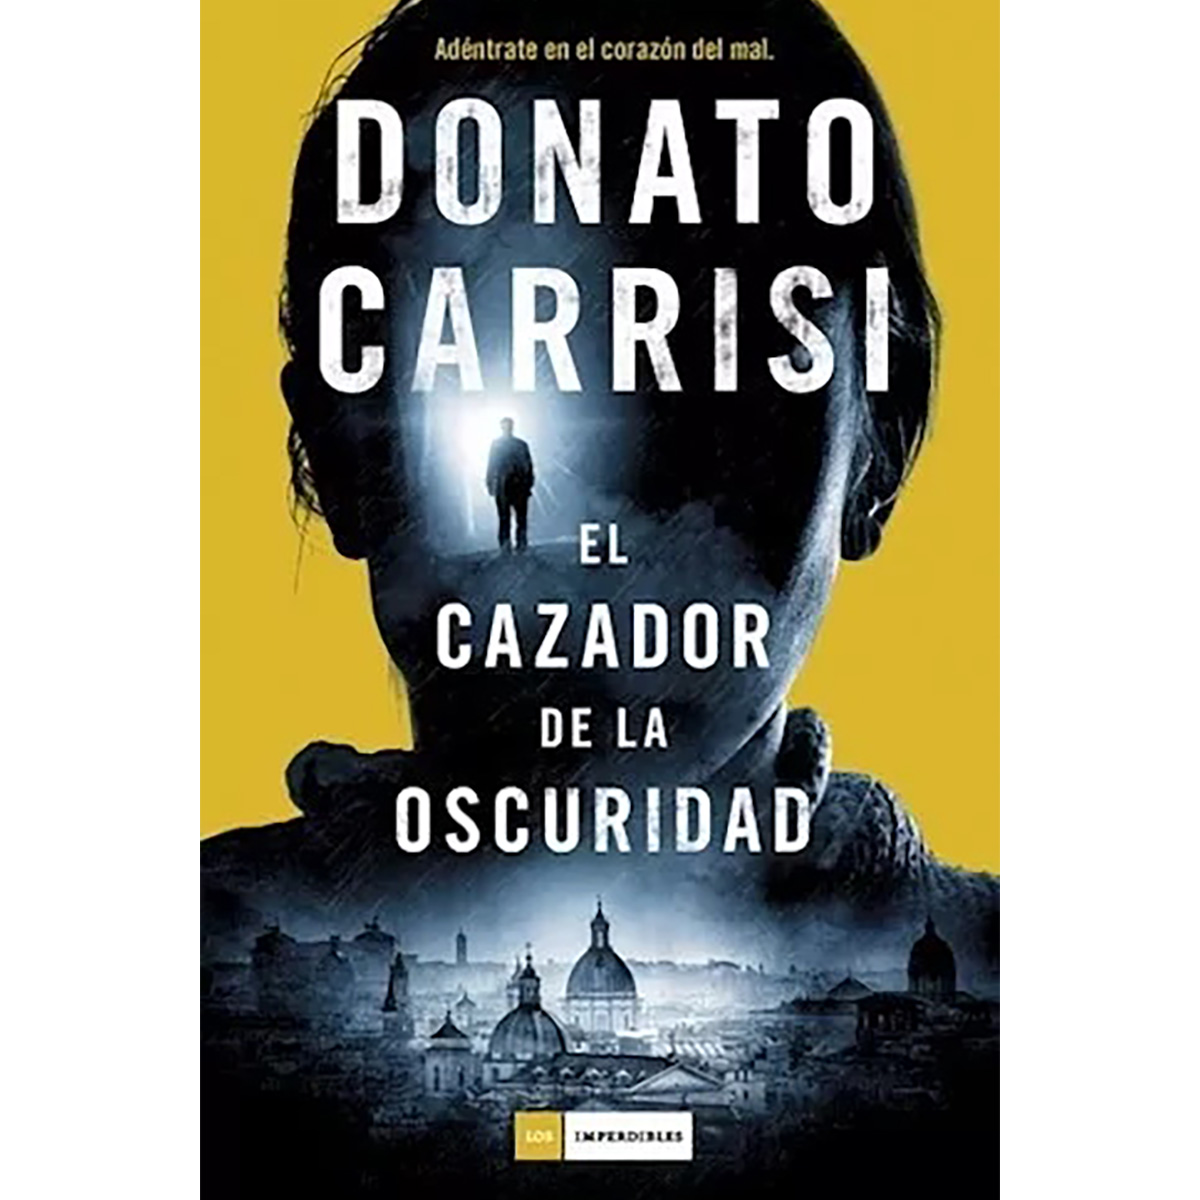 Adéntrate en el corazón del mal.
DONATO
CARRISI
EL
CAZADOR
DE LA
OSCURIDAD
LOS IMPERDIBLES